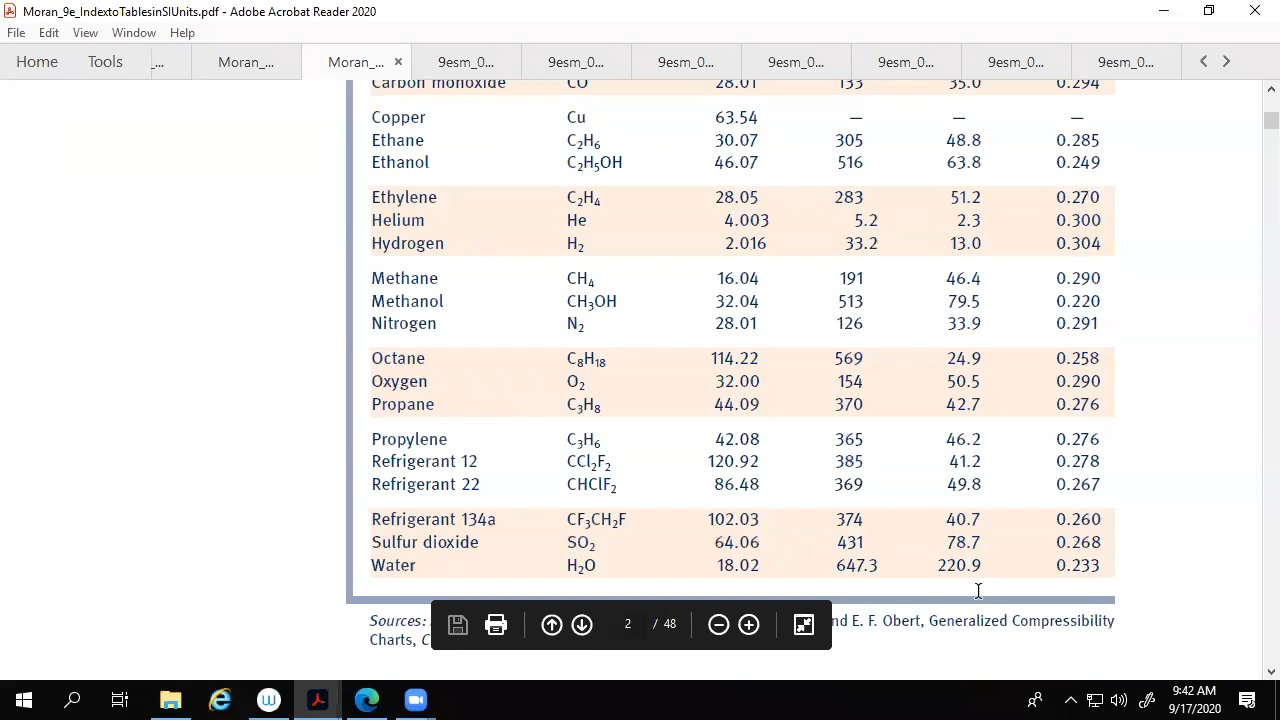 Moran_9e_IndextoTablesinSIUnits.pdf - Adobe Acrobat Reader 2020
File Edit View Window Help
Home Tools _... Moran_... Moran_... × 9esm_0... 9esm_0... 9esm_0... 9esm_0... 9esm_0... 9esm_0... 9esm_0...
Carbon monoxide CO 28.01 133 35.0 0.294
Copper Cu 63.54 — — —
Ethane C₂H₆ 30.07 305 48.8 0.285
Ethanol C₂H₅OH 46.07 516 63.8 0.249
Ethylene C₂H₄ 28.05 283 51.2 0.270
Helium He 4.003 5.2 2.3 0.300
Hydrogen H₂ 2.016 33.2 13.0 0.304
Methane CH₄ 16.04 191 46.4 0.290
Methanol CH₃OH 32.04 513 79.5 0.220
Nitrogen N₂ 28.01 126 33.9 0.291
Octane C₈H₁₈ 114.22 569 24.9 0.258
Oxygen O₂ 32.00 154 50.5 0.290
Propane C₃H₈ 44.09 370 42.7 0.276
Propylene C₃H₆ 42.08 365 46.2 0.276
Refrigerant 12 CCl₂F₂ 120.92 385 41.2 0.278
Refrigerant 22 CHClF₂ 86.48 369 49.8 0.267
Refrigerant 134a CF₃CH₂F 102.03 374 40.7 0.260
Sulfur dioxide SO₂ 64.06 431 78.7 0.268
Water H₂O 18.02 647.3 220.9 0.233
Sources: nd E. F. Obert, Generalized Compressibility
Charts, C
2 / 48
9:42 AM
9/17/2020